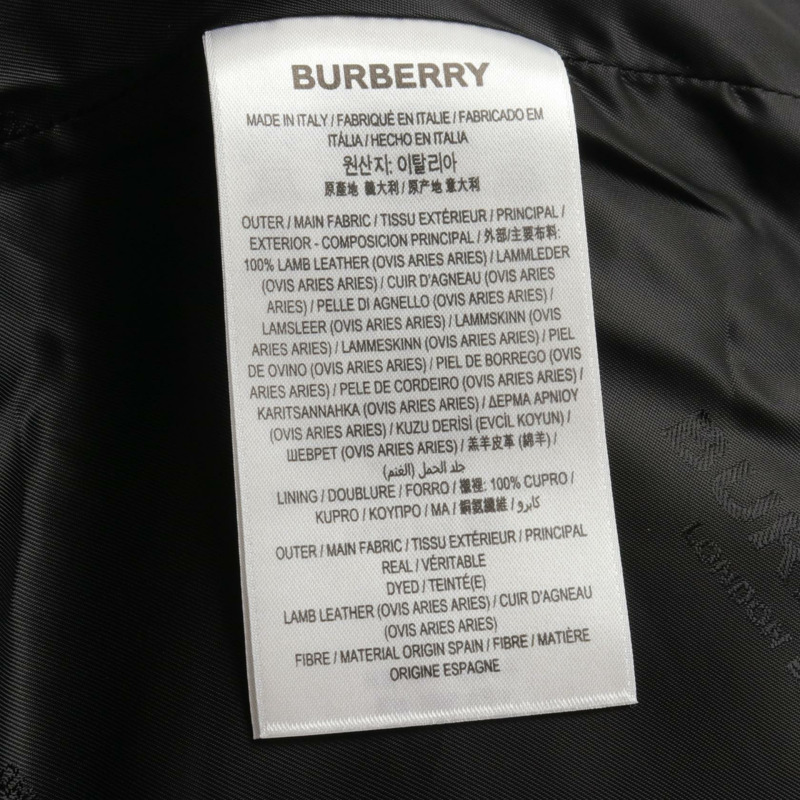 BURBERRY
MADE IN ITALY / FABRIQUÉ EN ITALIE / FABRICADO EM
ITÁLIA / HECHO EN ITALIA
원산지: 이탈리아
原產地 義大利 / 原产地 意大利
OUTER / MAIN FABRIC / TISSU EXTÉRIEUR / PRINCIPAL /
EXTERIOR - COMPOSICION PRINCIPAL / 外部/主要布料:
100% LAMB LEATHER (OVIS ARIES ARIES) / LAMMLEDER
(OVIS ARIES ARIES) / CUIR D'AGNEAU (OVIS ARIES
ARIES) / PELLE DI AGNELLO (OVIS ARIES ARIES) /
LAMSLEER (OVIS ARIES ARIES) / LAMMSKINN (OVIS
ARIES ARIES) / LAMMESKINN (OVIS ARIES ARIES) / PIEL
DE OVINO (OVIS ARIES ARIES) / PIEL DE BORREGO (OVIS
ARIES ARIES) / PELE DE CORDEIRO (OVIS ARIES ARIES) /
KARITSANNAHKA (OVIS ARIES ARIES) / ΔΕΡΜΑ ΑΡΝΙΟΥ
(OVIS ARIES ARIES) / KUZU DERİSİ (EVCİL KOYUN) /
ШЕВРЕТ (OVIS ARIES ARIES) / 羔羊皮革 (綿羊) /
جلد الحمل (الغنم)
LINING / DOUBLURE / FORRO / 襯裡: 100% CUPRO /
KUPRO / ΚΟΥΠΡΟ / МА / 銅氨纖維 / كابرو
OUTER / MAIN FABRIC / TISSU EXTÉRIEUR / PRINCIPAL
REAL / VÉRITABLE
DYED / TEINTÉ(E)
LAMB LEATHER (OVIS ARIES ARIES) / CUIR D'AGNEAU
(OVIS ARIES ARIES)
FIBRE / MATERIAL ORIGIN SPAIN / FIBRE / MATIÈRE
ORIGINE ESPAGNE
LONDON